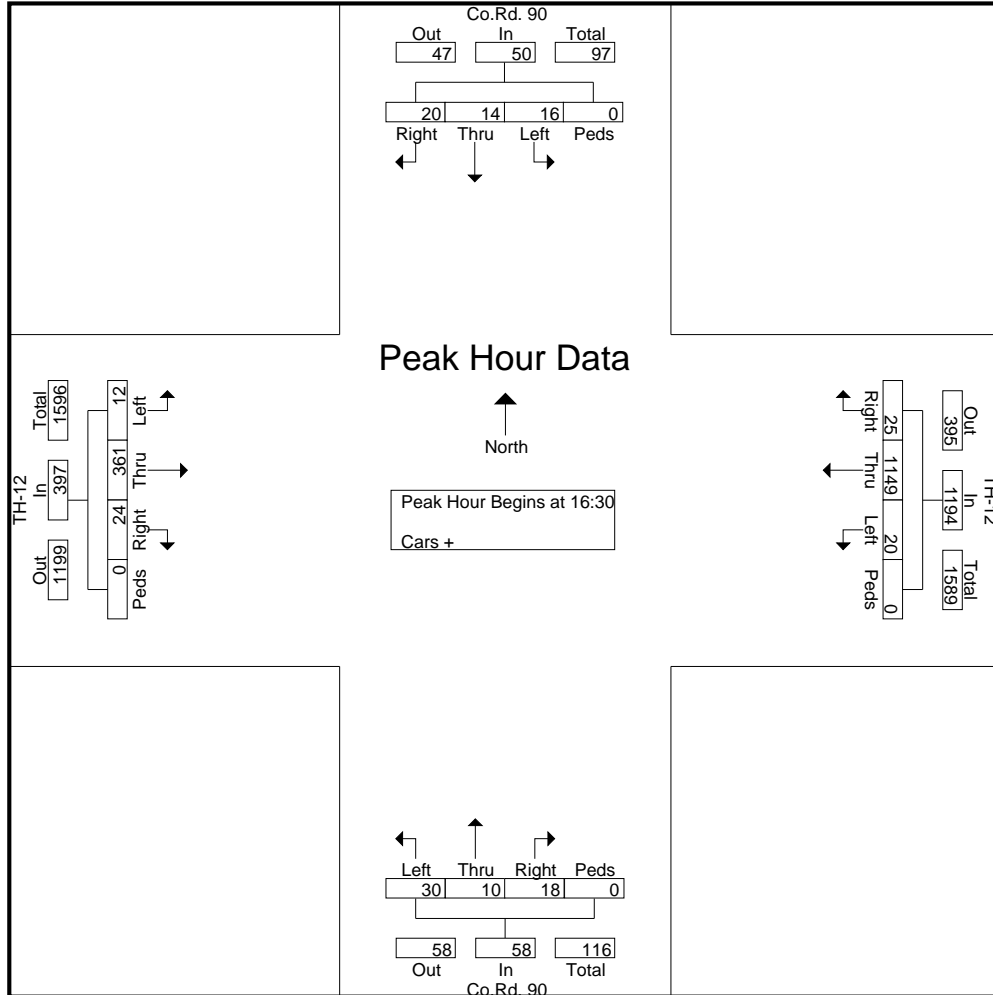 Co.Rd. 90
Out In Total
47 50 97
20 14 16 0
Right Thru Left Peds
Peak Hour Data
North
Peak Hour Begins at 16:30
Cars +
TH-12
Total In Out
1596 397 1199
12 361 24 0
Left Thru Right Peds
TH-12
Out In Total
395 1194 1589
25 1149 20 0
Right Thru Left Peds
Left Thru Right Peds
30 10 18 0
58 58 116
Out In Total
Co.Rd. 90